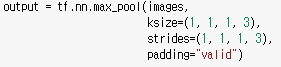 output = tf.nn.max_pool(images,
                        ksize=(1, 1, 1, 3),
                        strides=(1, 1, 1, 3),
                        padding="valid")